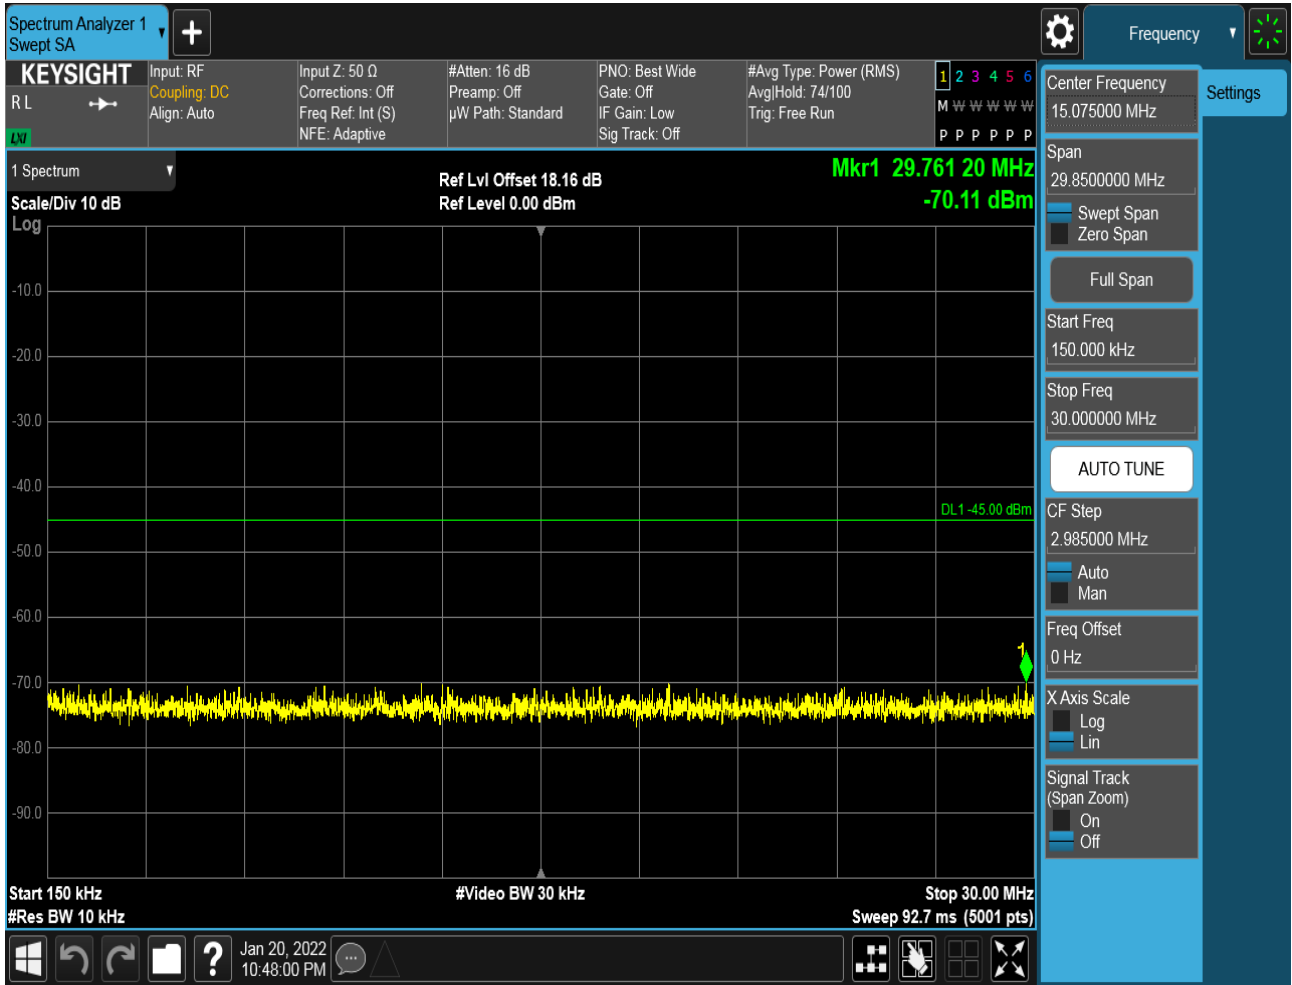 Spectrum Analyzer 1
Swept SA
Frequency
KEYSIGHT
R L
LXI
Input: RF
Coupling: DC
Align: Auto
Input Z: 50 Ω
Corrections: Off
Freq Ref: Int (S)
NFE: Adaptive
#Atten: 16 dB
Preamp: Off
µW Path: Standard
PNO: Best Wide
Gate: Off
IF Gain: Low
Sig Track: Off
#Avg Type: Power (RMS)
Avg|Hold: 74/100
Trig: Free Run
1 2 3 4 5 6
M W W W W W
P P P P P P
1 Spectrum
Scale/Div 10 dB
Log
Ref Lvl Offset 18.16 dB
Ref Level 0.00 dBm
Mkr1 29.761 20 MHz
-70.11 dBm
-10.0
-20.0
-30.0
-40.0
DL1 -45.00 dBm
-50.0
-60.0
1
-70.0
-80.0
-90.0
Start 150 kHz
#Res BW 10 kHz
#Video BW 30 kHz
Stop 30.00 MHz
Sweep 92.7 ms (5001 pts)
Center Frequency
15.075000 MHz
Settings
Span
29.8500000 MHz
Swept Span
Zero Span
Full Span
Start Freq
150.000 kHz
Stop Freq
30.000000 MHz
AUTO TUNE
CF Step
2.985000 MHz
Auto
Man
Freq Offset
0 Hz
X Axis Scale
Log
Lin
Signal Track
(Span Zoom)
On
Off
?
Jan 20, 2022
10:48:00 PM